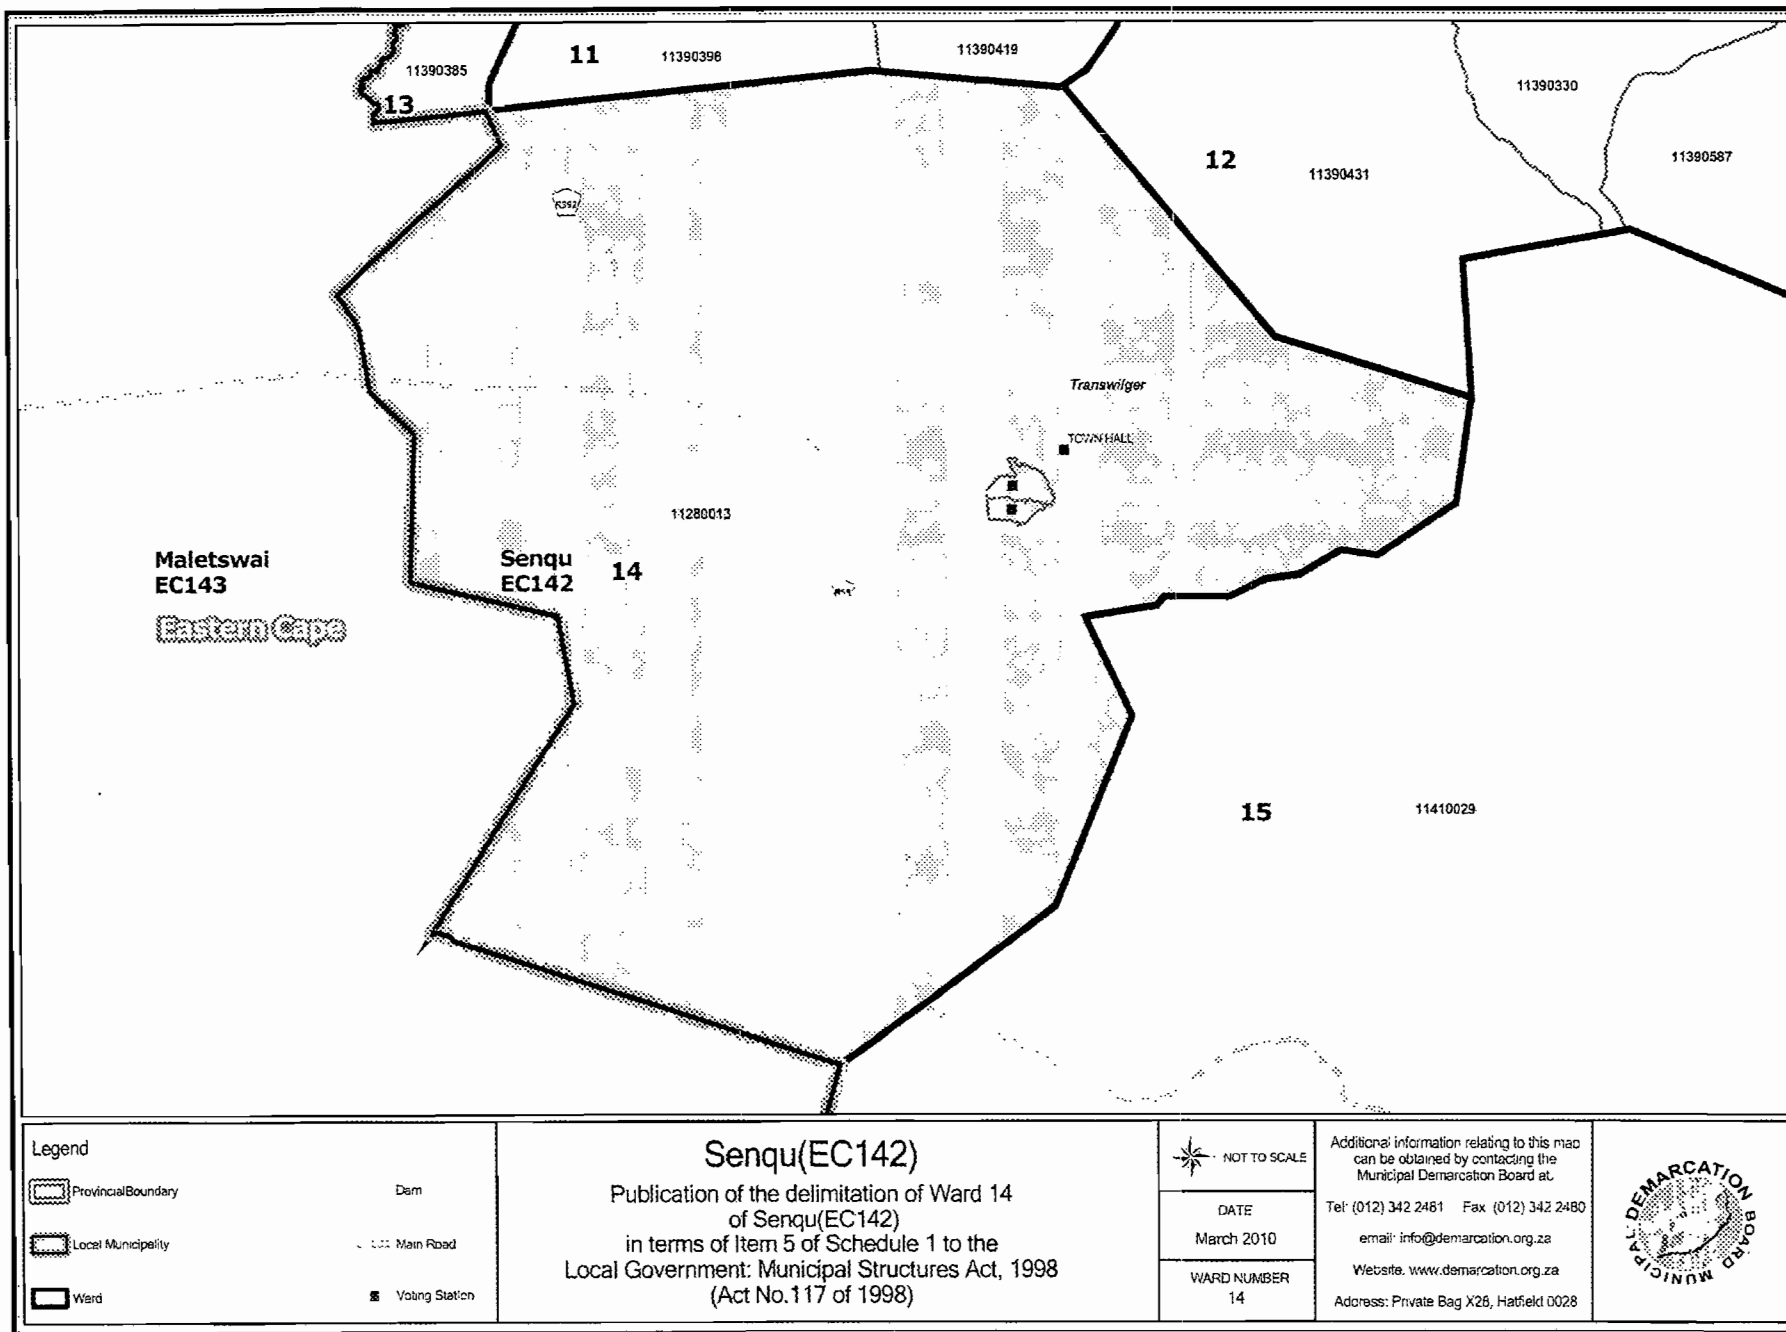 11
11390398
11390419
11390385
13
11390330
12
11390431
11390587
R392
Transwilger
TOWN HALL
11280013
Maletswai
EC143
Senqu
EC142
14
Eastern Cape
15
11410029
Legend
Provincial Boundary
Dam
Local Municipality
Main Road
Ward
Voting Station
Senqu(EC142)
Publication of the delimitation of Ward 14
of Senqu(EC142)
in terms of Item 5 of Schedule 1 to the
Local Government: Municipal Structures Act, 1998
(Act No.117 of 1998)
NOT TO SCALE
DATE
March 2010
WARD NUMBER
14
Additional information relating to this map
can be obtained by contacting the
Municipal Demarcation Board at:
Tel: (012) 342 2481 Fax (012) 342 2480
email: info@demarcation.org.za
Website. www.demarcation.org.za
Address: Private Bag X28, Hatfield 0028
MUNICIPAL DEMARCATION BOARD